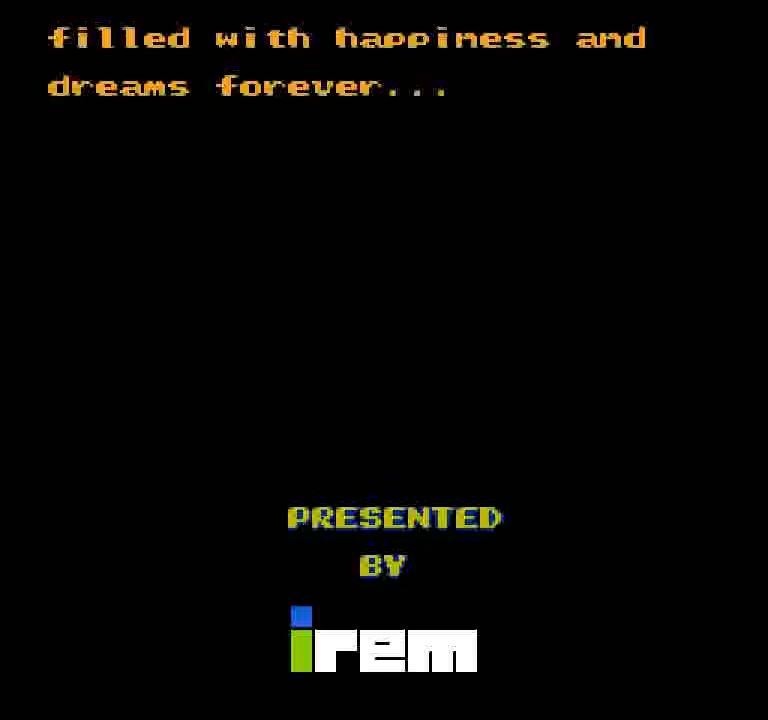 filled with happiness and
dreams forever...
PRESENTED
BY
irem